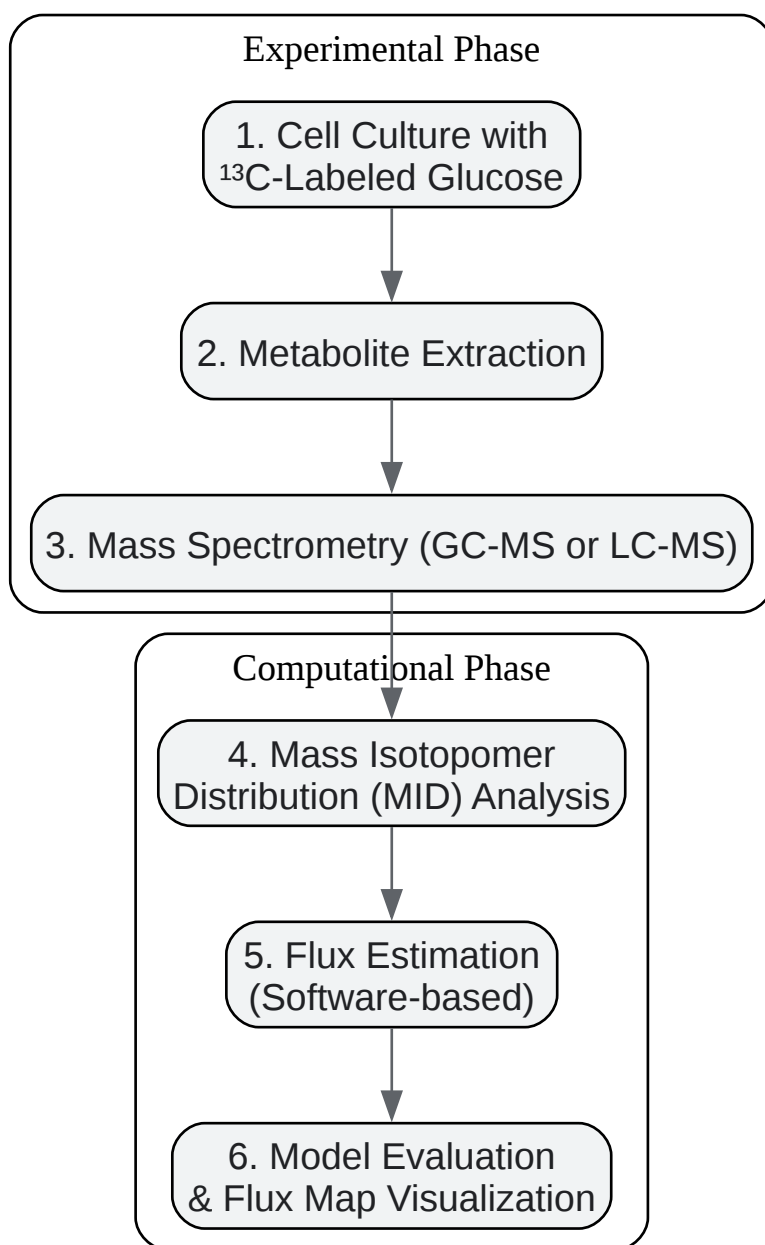 Experimental Phase
1. Cell Culture with
¹³C-Labeled Glucose
2. Metabolite Extraction
3. Mass Spectrometry (GC-MS or LC-MS)
Computational Phase
4. Mass Isotopomer
Distribution (MID) Analysis
5. Flux Estimation
(Software-based)
6. Model Evaluation
& Flux Map Visualization